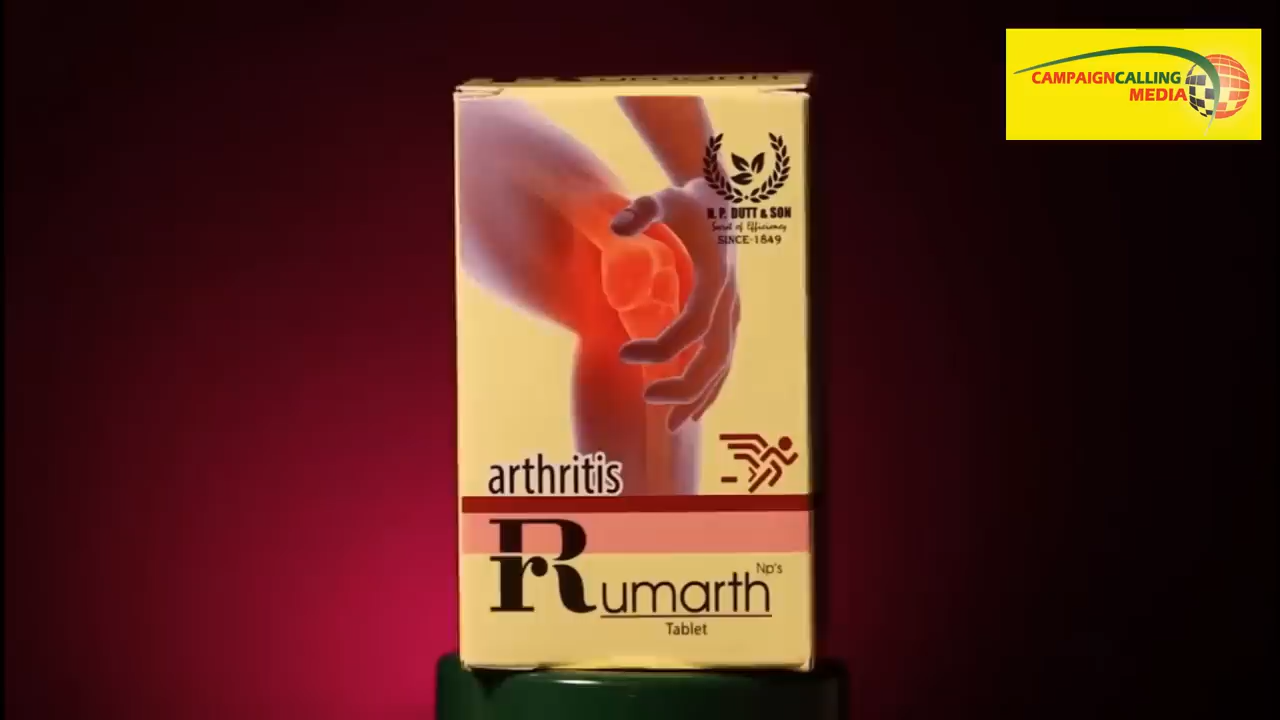 CAMPAIGNCALLING
MEDIA
N. P. DUTT & SON
Secret of Efficiency
SINCE-1849
arthritis
Rumarth
Np's
Tablet